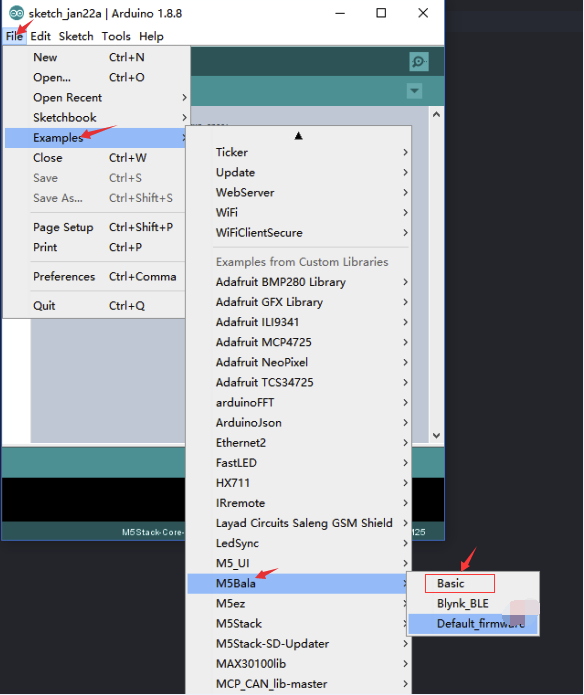 sketch_jan22a | Arduino 1.8.8
File Edit Sketch Tools Help
New Ctrl+N
Open... Ctrl+O
Open Recent
Sketchbook
Examples
Close Ctrl+W
Save Ctrl+S
Save As... Ctrl+Shift+S
Page Setup Ctrl+Shift+P
Print Ctrl+P
Preferences Ctrl+Comma
Quit Ctrl+Q
Ticker
Update
WebServer
WiFi
WiFiClientSecure
Examples from Custom Libraries
Adafruit BMP280 Library
Adafruit GFX Library
Adafruit ILI9341
Adafruit MCP4725
Adafruit NeoPixel
Adafruit TCS34725
arduinoFFT
ArduinoJson
Ethernet2
FastLED
HX711
IRremote
Layad Circuits Saleng GSM Shield
LedSync
M5_UI
M5Bala
M5ez
M5Stack
M5Stack-SD-Updater
MAX30100lib
MCP_CAN_lib-master
Basic
Blynk_BLE
Default_firmware
M5Stack-Core-